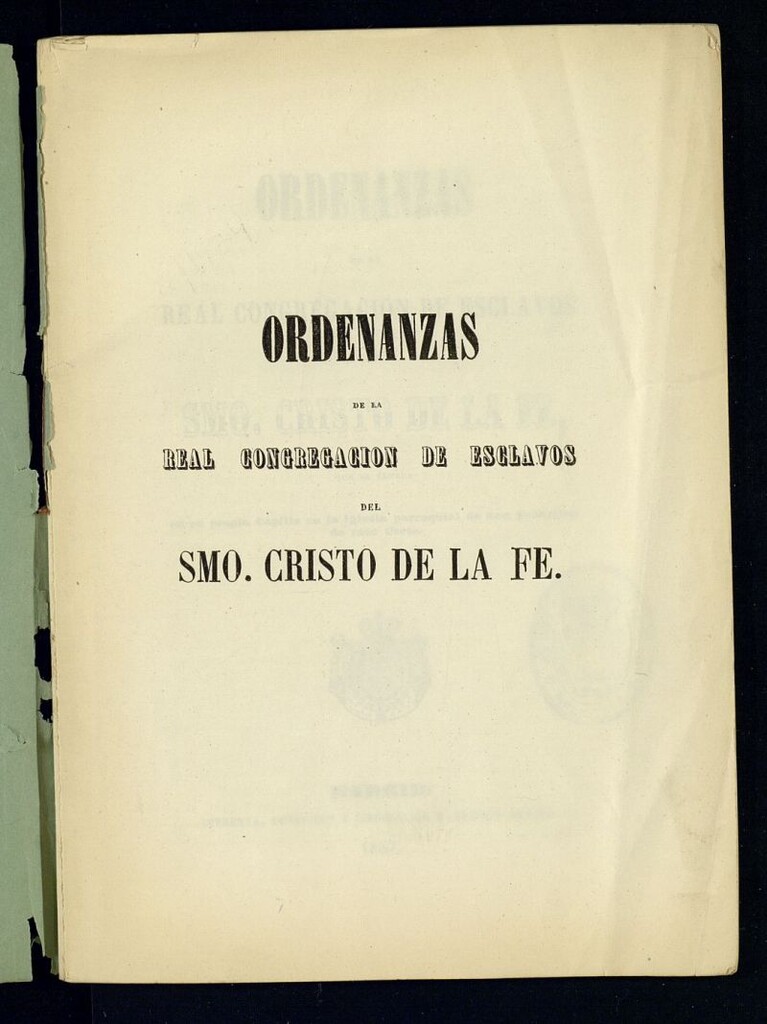 ORDENANZAS
DE LA
REAL CONGREGACION DE ESCLAVOS
DEL
SMO. CRISTO DE LA FE.